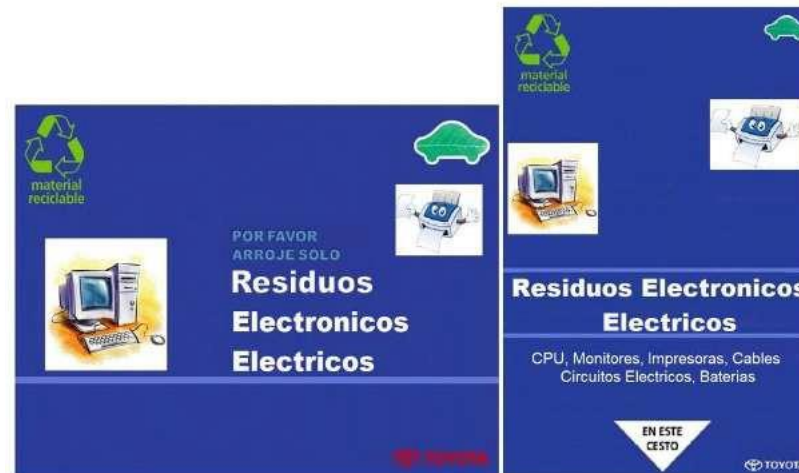 material
reciclable
POR FAVOR
ARROJE SOLO
Residuos
Electronicos
Electricos
TOYOTA
material
reciclable
Residuos Electronicos
Electricos
CPU, Monitores, Impresoras, Cables
Circuitos Electricos, Baterias
EN ESTE
CESTO
TOYOTA